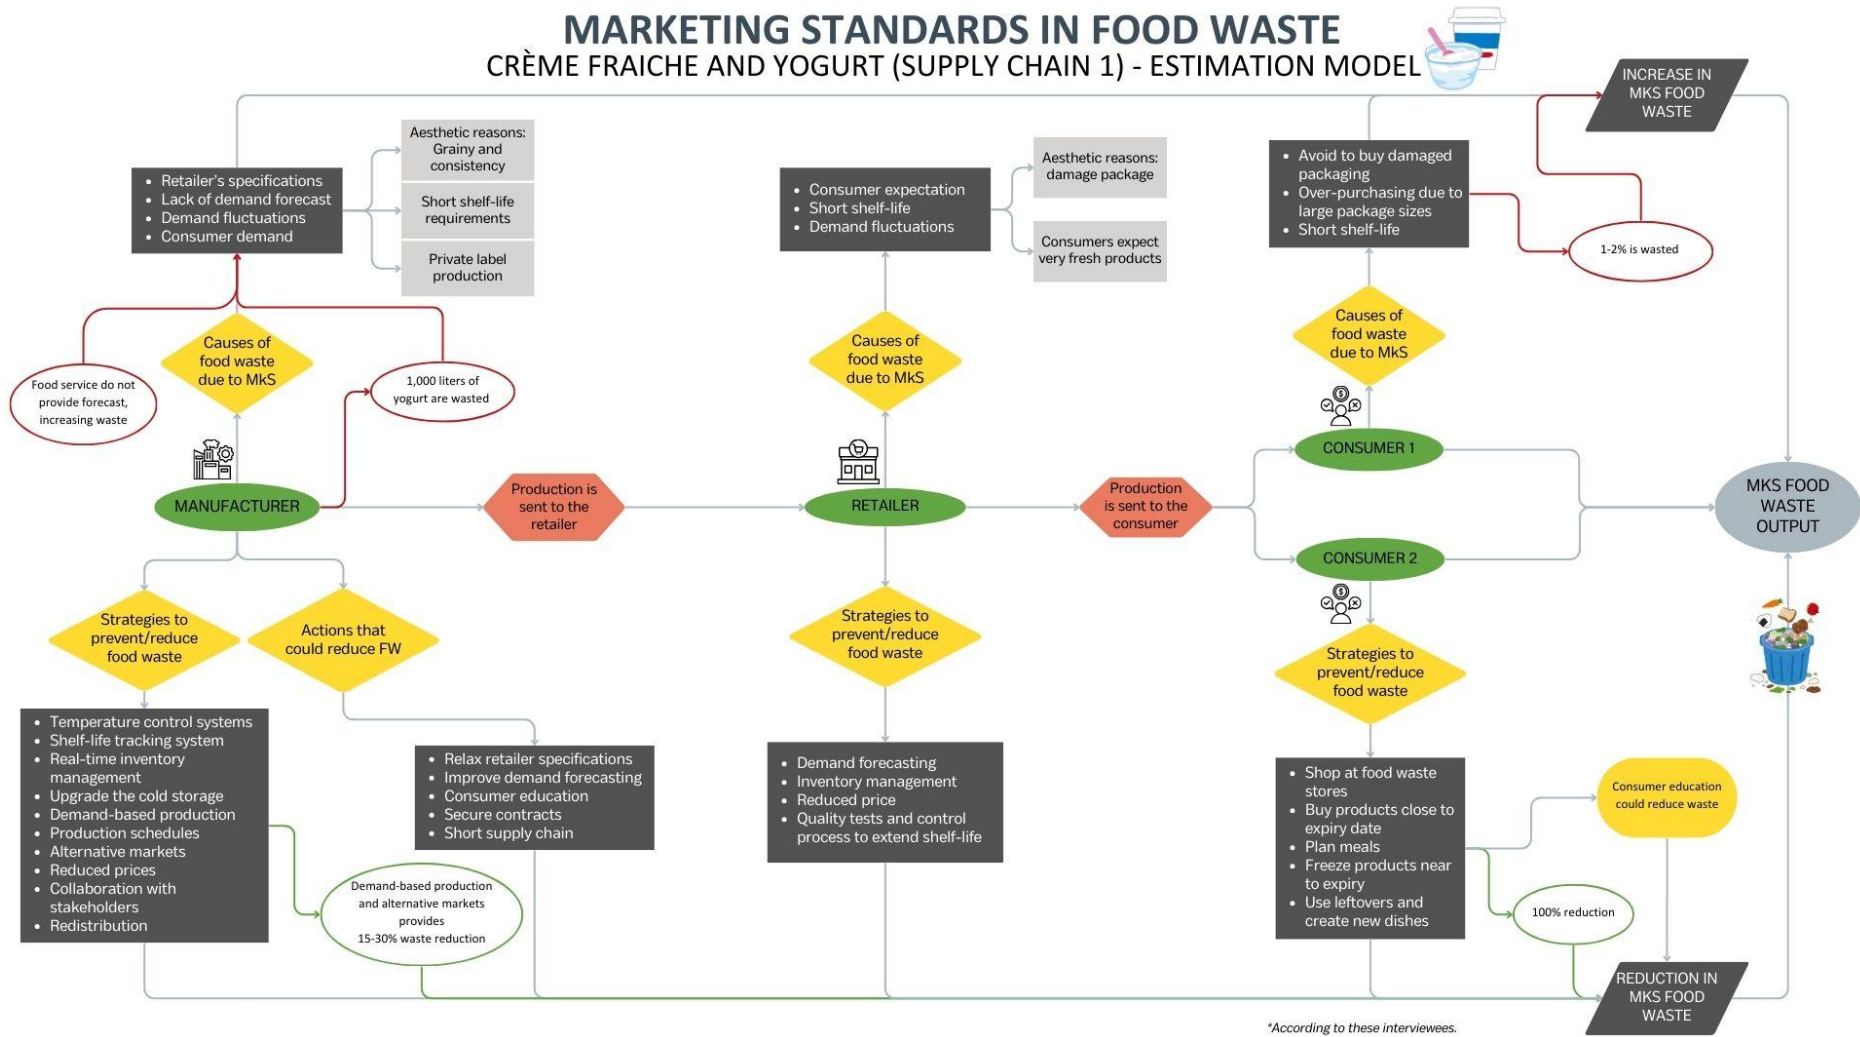 MARKETING STANDARDS IN FOOD WASTE
CRÈME FRAICHE AND YOGURT (SUPPLY CHAIN 1) - ESTIMATION MODEL
INCREASE IN
MKS FOOD
WASTE
• Retailer's specifications
• Lack of demand forecast
• Demand fluctuations
• Consumer demand
Aesthetic reasons:
Grainy and
consistency
Short shelf-life
requirements
Private label
production
• Consumer expectation
• Short shelf-life
• Demand fluctuations
Aesthetic reasons:
damage package
Consumers expect
very fresh products
• Avoid to buy damaged
packaging
• Over-purchasing due to
large package sizes
• Short shelf-life
1-2% is wasted
Food service do not
provide forecast,
increasing waste
Causes of
food waste
due to MkS
1,000 liters of
yogurt are wasted
Causes of
food waste
due to MkS
Causes of
food waste
due to MkS
MANUFACTURER
Production is
sent to the
retailer
RETAILER
Production
is sent to the
consumer
CONSUMER 1
CONSUMER 2
MKS FOOD
WASTE
OUTPUT
Strategies to
prevent/reduce
food waste
Actions that
could reduce FW
Strategies to
prevent/reduce
food waste
Strategies to
prevent/reduce
food waste
• Temperature control systems
• Shelf-life tracking system
• Real-time inventory
management
• Upgrade the cold storage
• Demand-based production
• Production schedules
• Alternative markets
• Reduced prices
• Collaboration with
stakeholders
• Redistribution
• Relax retailer specifications
• Improve demand forecasting
• Consumer education
• Secure contracts
• Short supply chain
Demand-based production
and alternative markets
provides
15-30% waste reduction
• Demand forecasting
• Inventory management
• Reduced price
• Quality tests and control
process to extend shelf-life
• Shop at food waste
stores
• Buy products close to
expiry date
• Plan meals
• Freeze products near
to expiry
• Use leftovers and
create new dishes
Consumer education
could reduce waste
100% reduction
REDUCTION IN
MKS FOOD
WASTE
*According to these interviewees.